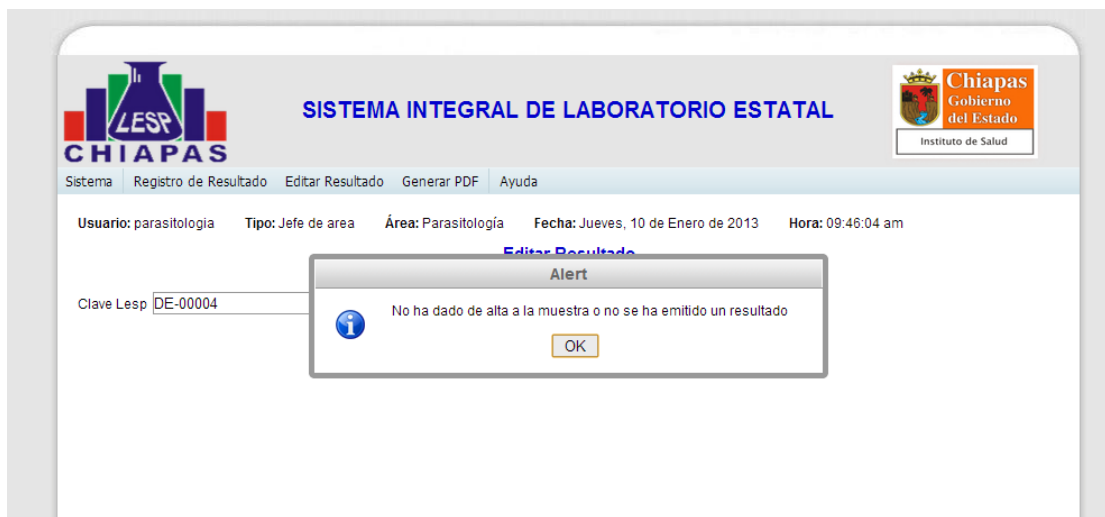 LESP
CHIAPAS
SISTEMA INTEGRAL DE LABORATORIO ESTATAL
Chiapas
Gobierno
del Estado
Instituto de Salud
Sistema Registro de Resultado Editar Resultado Generar PDF Ayuda
Usuario: parasitologia Tipo: Jefe de area Área: Parasitología Fecha: Jueves, 10 de Enero de 2013 Hora: 09:46:04 am
Editar Resultado
Alert
Clave Lesp DE-00004
No ha dado de alta a la muestra o no se ha emitido un resultado
OK